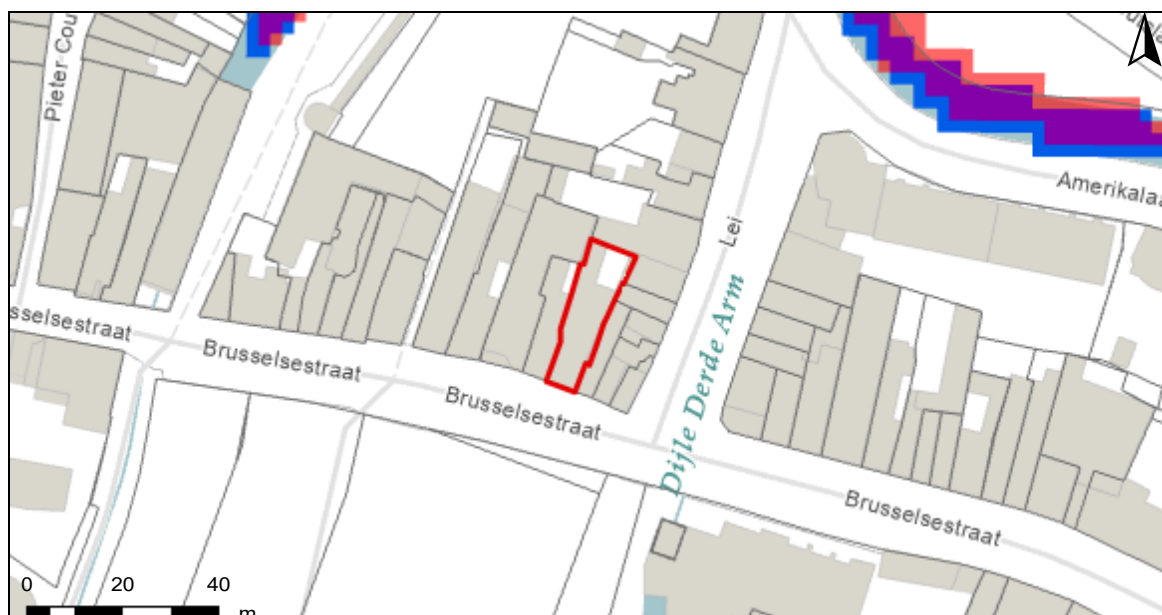 Pieter Cou
Amerikalaa
Lei
Dijle Derde Arm
sselsestraat
Brusselsestraat
Brusselsestraat
Brusselsestraat
0 20 40
m